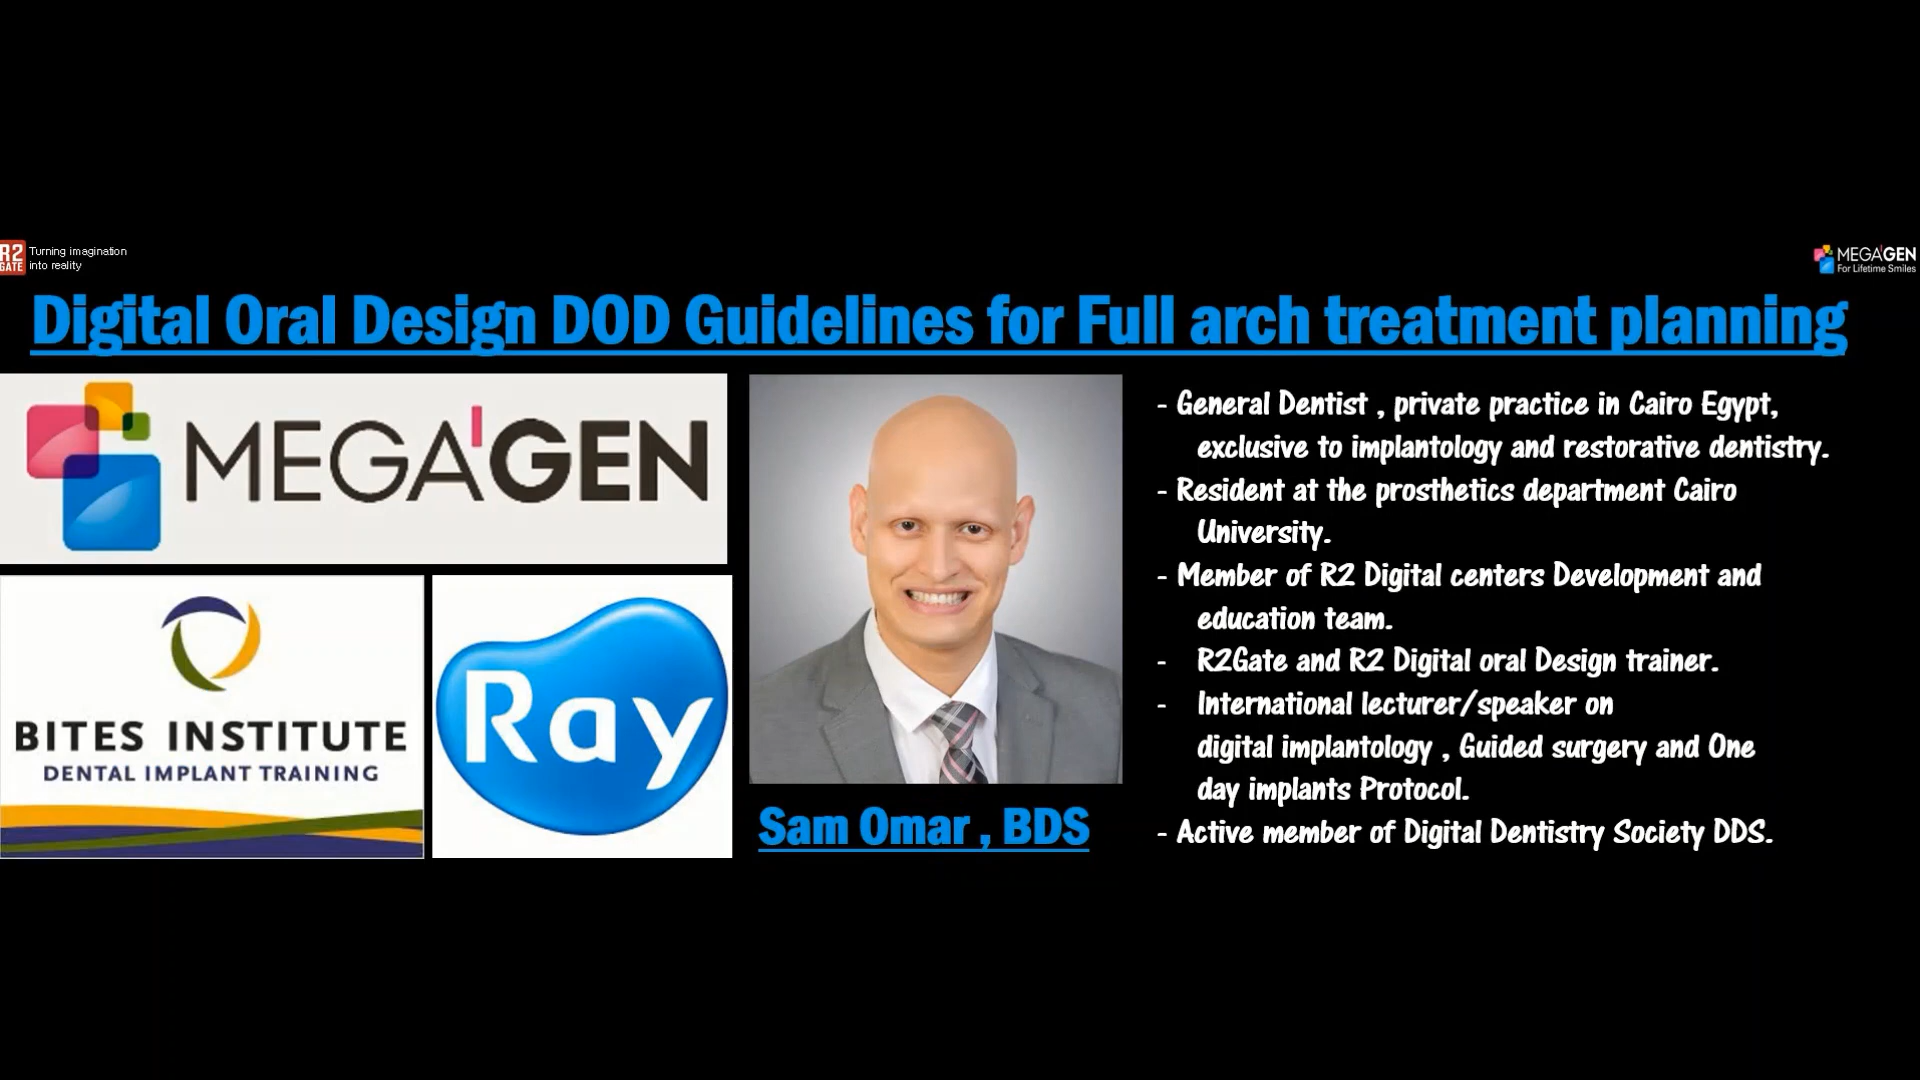 R2 GATE
Turning imagination
into reality
MEGA'GEN
For Lifetime Smiles
Digital Oral Design DOD Guidelines for Full arch treatment planning
MEGA'GEN
BITES INSTITUTE
DENTAL IMPLANT TRAINING
Ray
Sam Omar , BDS
- General Dentist , private practice in Cairo Egypt,
exclusive to implantology and restorative dentistry.
- Resident at the prosthetics department Cairo
University.
- Member of R2 Digital centers Development and
education team.
- R2Gate and R2 Digital oral Design trainer.
- International lecturer/speaker on
digital implantology , Guided surgery and One
day implants Protocol.
- Active member of Digital Dentistry Society DDS.